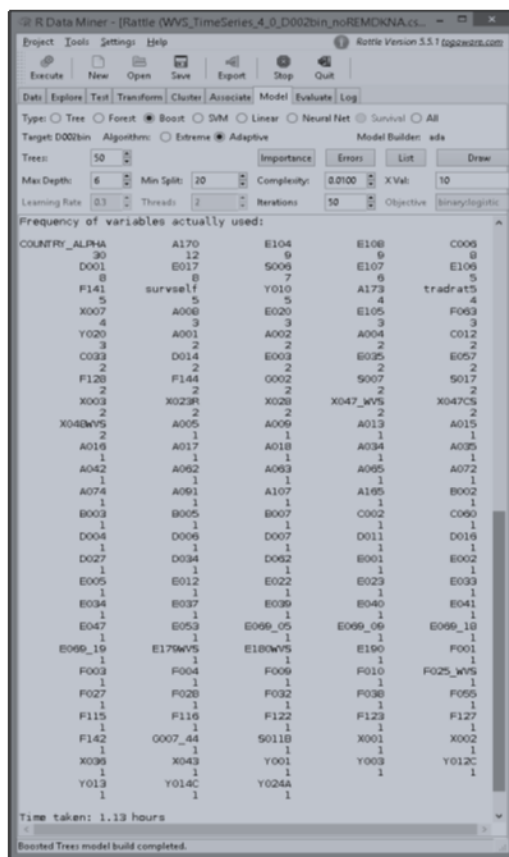 R Data Miner - [Rattle (WVS_TimeSeries_4_0_D002bin_noREMDKNA.cs...
Project Tools Settings Help Rattle Version 5.5.1 togaware.com
Execute New Open Save Export Stop Quit
Data Explore Test Transform Cluster Associate Model Evaluate Log
Type: Tree Forest Boost SVM Linear Neural Net Survival All
Target: D002bin Algorithm: Extreme Adaptive Model Builder: ada
Trees: 50 Importance Errors List Draw
Max Depth: 6 Min Split: 20 Complexity: 0.0100 X Val: 10
Learning Rate 0.3 Threads 2 Iterations 50 Objective binary:logistic
Frequency of variables actually used:
COUNTRY_ALPHA A170 E104 E108 C006
30 12 9 9 8
D001 E017 S006 E107 E106
8 8 7 6 5
F141 survself Y010 A173 tradrat5
5 5 5 4 4
X007 A008 E020 E105 F063
4 3 3 3 3
Y020 A001 A002 A004 C012
3 2 2 2 2
C033 D014 E003 E035 E057
2 2 2 2 2
F128 F144 G002 S007 S017
2 2 2 2 2
X003 X023R X028 X047_WVS X047CS
2 2 2 2 2
X048WVS A005 A009 A013 A015
2 1 1 1 1
A016 A017 A018 A034 A035
1 1 1 1 1
A042 A062 A063 A065 A072
1 1 1 1 1
A074 A091 A107 A165 B002
1 1 1 1 1
B003 B005 B007 C002 C060
1 1 1 1 1
D004 D006 D007 D011 D016
1 1 1 1 1
D027 D034 D062 E001 E002
1 1 1 1 1
E005 E012 E022 E023 E033
1 1 1 1 1
E034 E037 E039 E040 E041
1 1 1 1 1
E047 E053 E069_05 E069_09 E069_18
1 1 1 1 1
E069_19 E179WVS E180WVS E190 F001
1 1 1 1 1
F003 F004 F009 F010 F025_WVS
1 1 1 1 1
F027 F028 F032 F038 F055
1 1 1 1 1
F115 F116 F122 F123 F127
1 1 1 1 1
F142 G007_44 S011B X001 X002
1 1 1 1 1
X036 X043 Y001 Y003 Y012C
1 1 1 1 1
Y013 Y014C Y024A
1 1 1
Time taken: 1.13 hours
Boosted Trees model build completed.